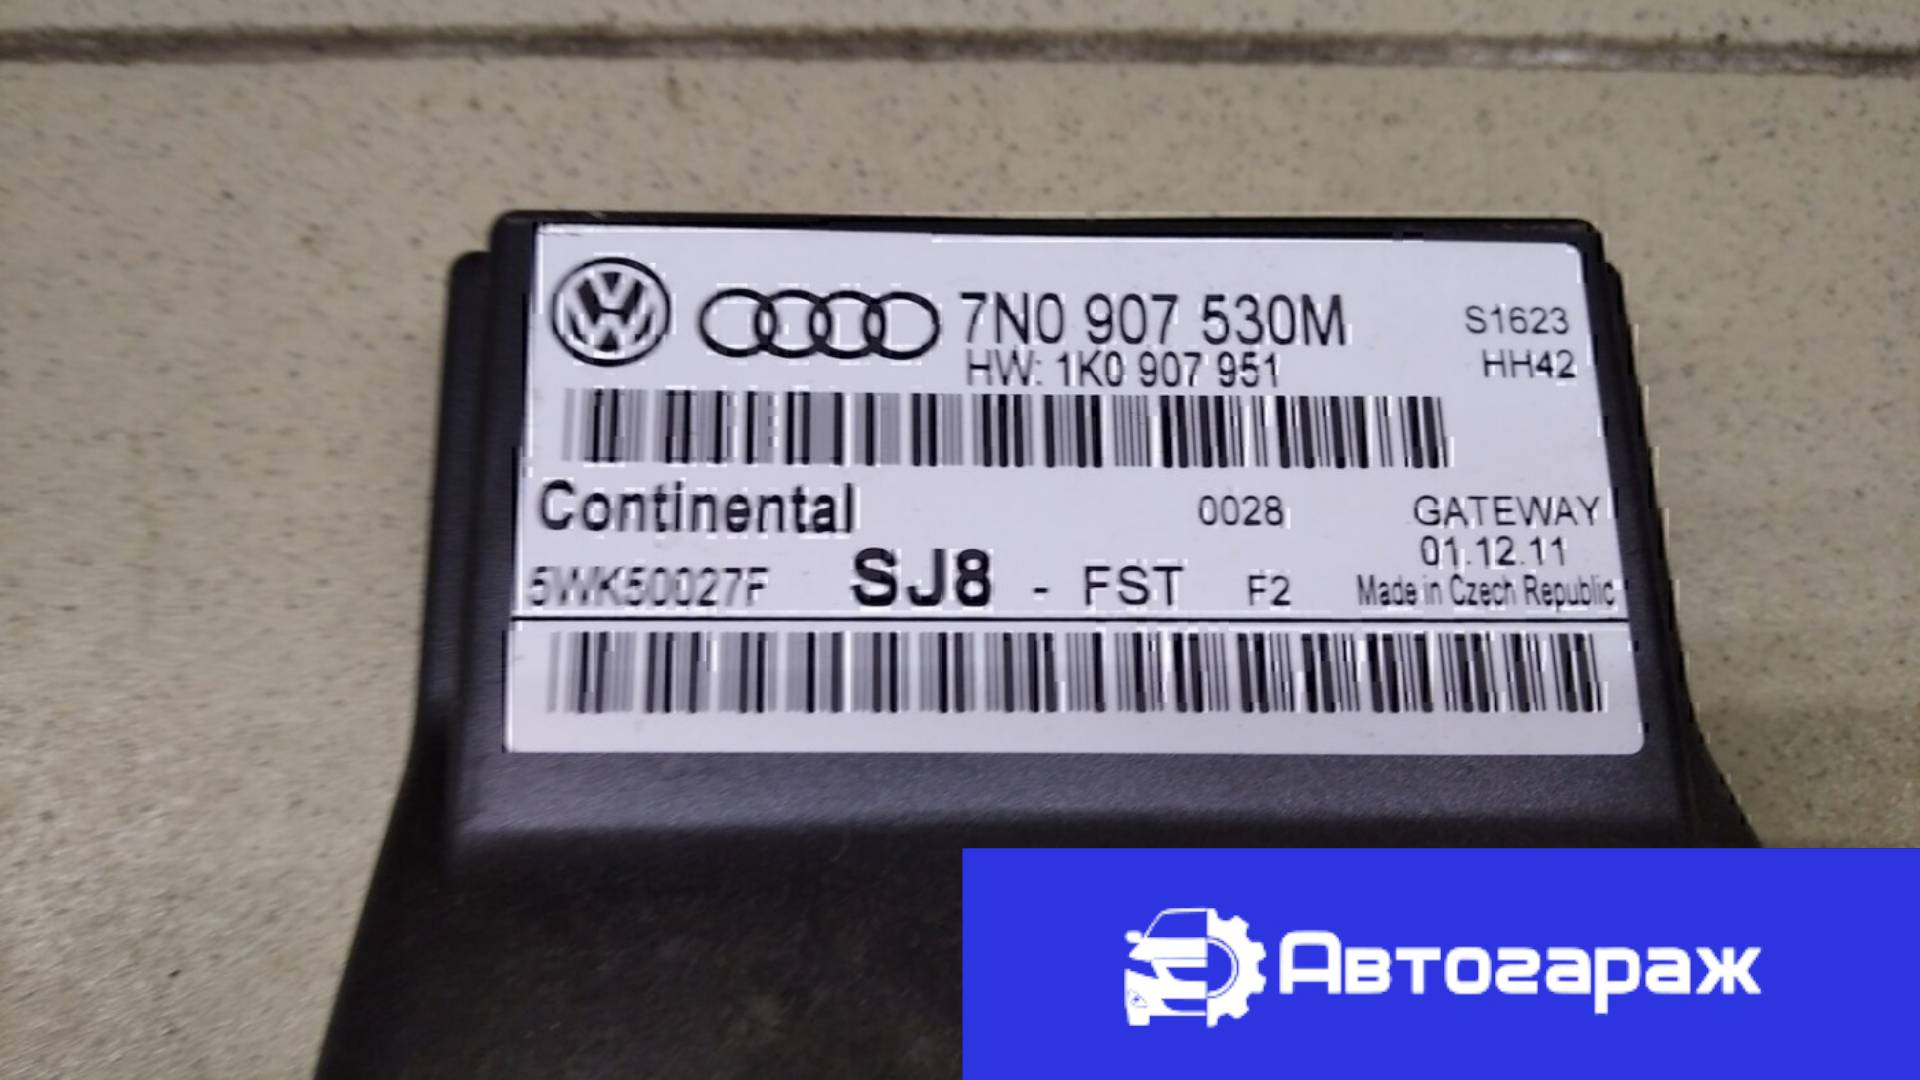 7N0 907 530M
S1623
HW: 1K0 907 951
HH42
Continental
0028
GATEWAY
01.12.11
5WK50027F
SJ8 - FST F2
Made in Czech Republic
Автогараж